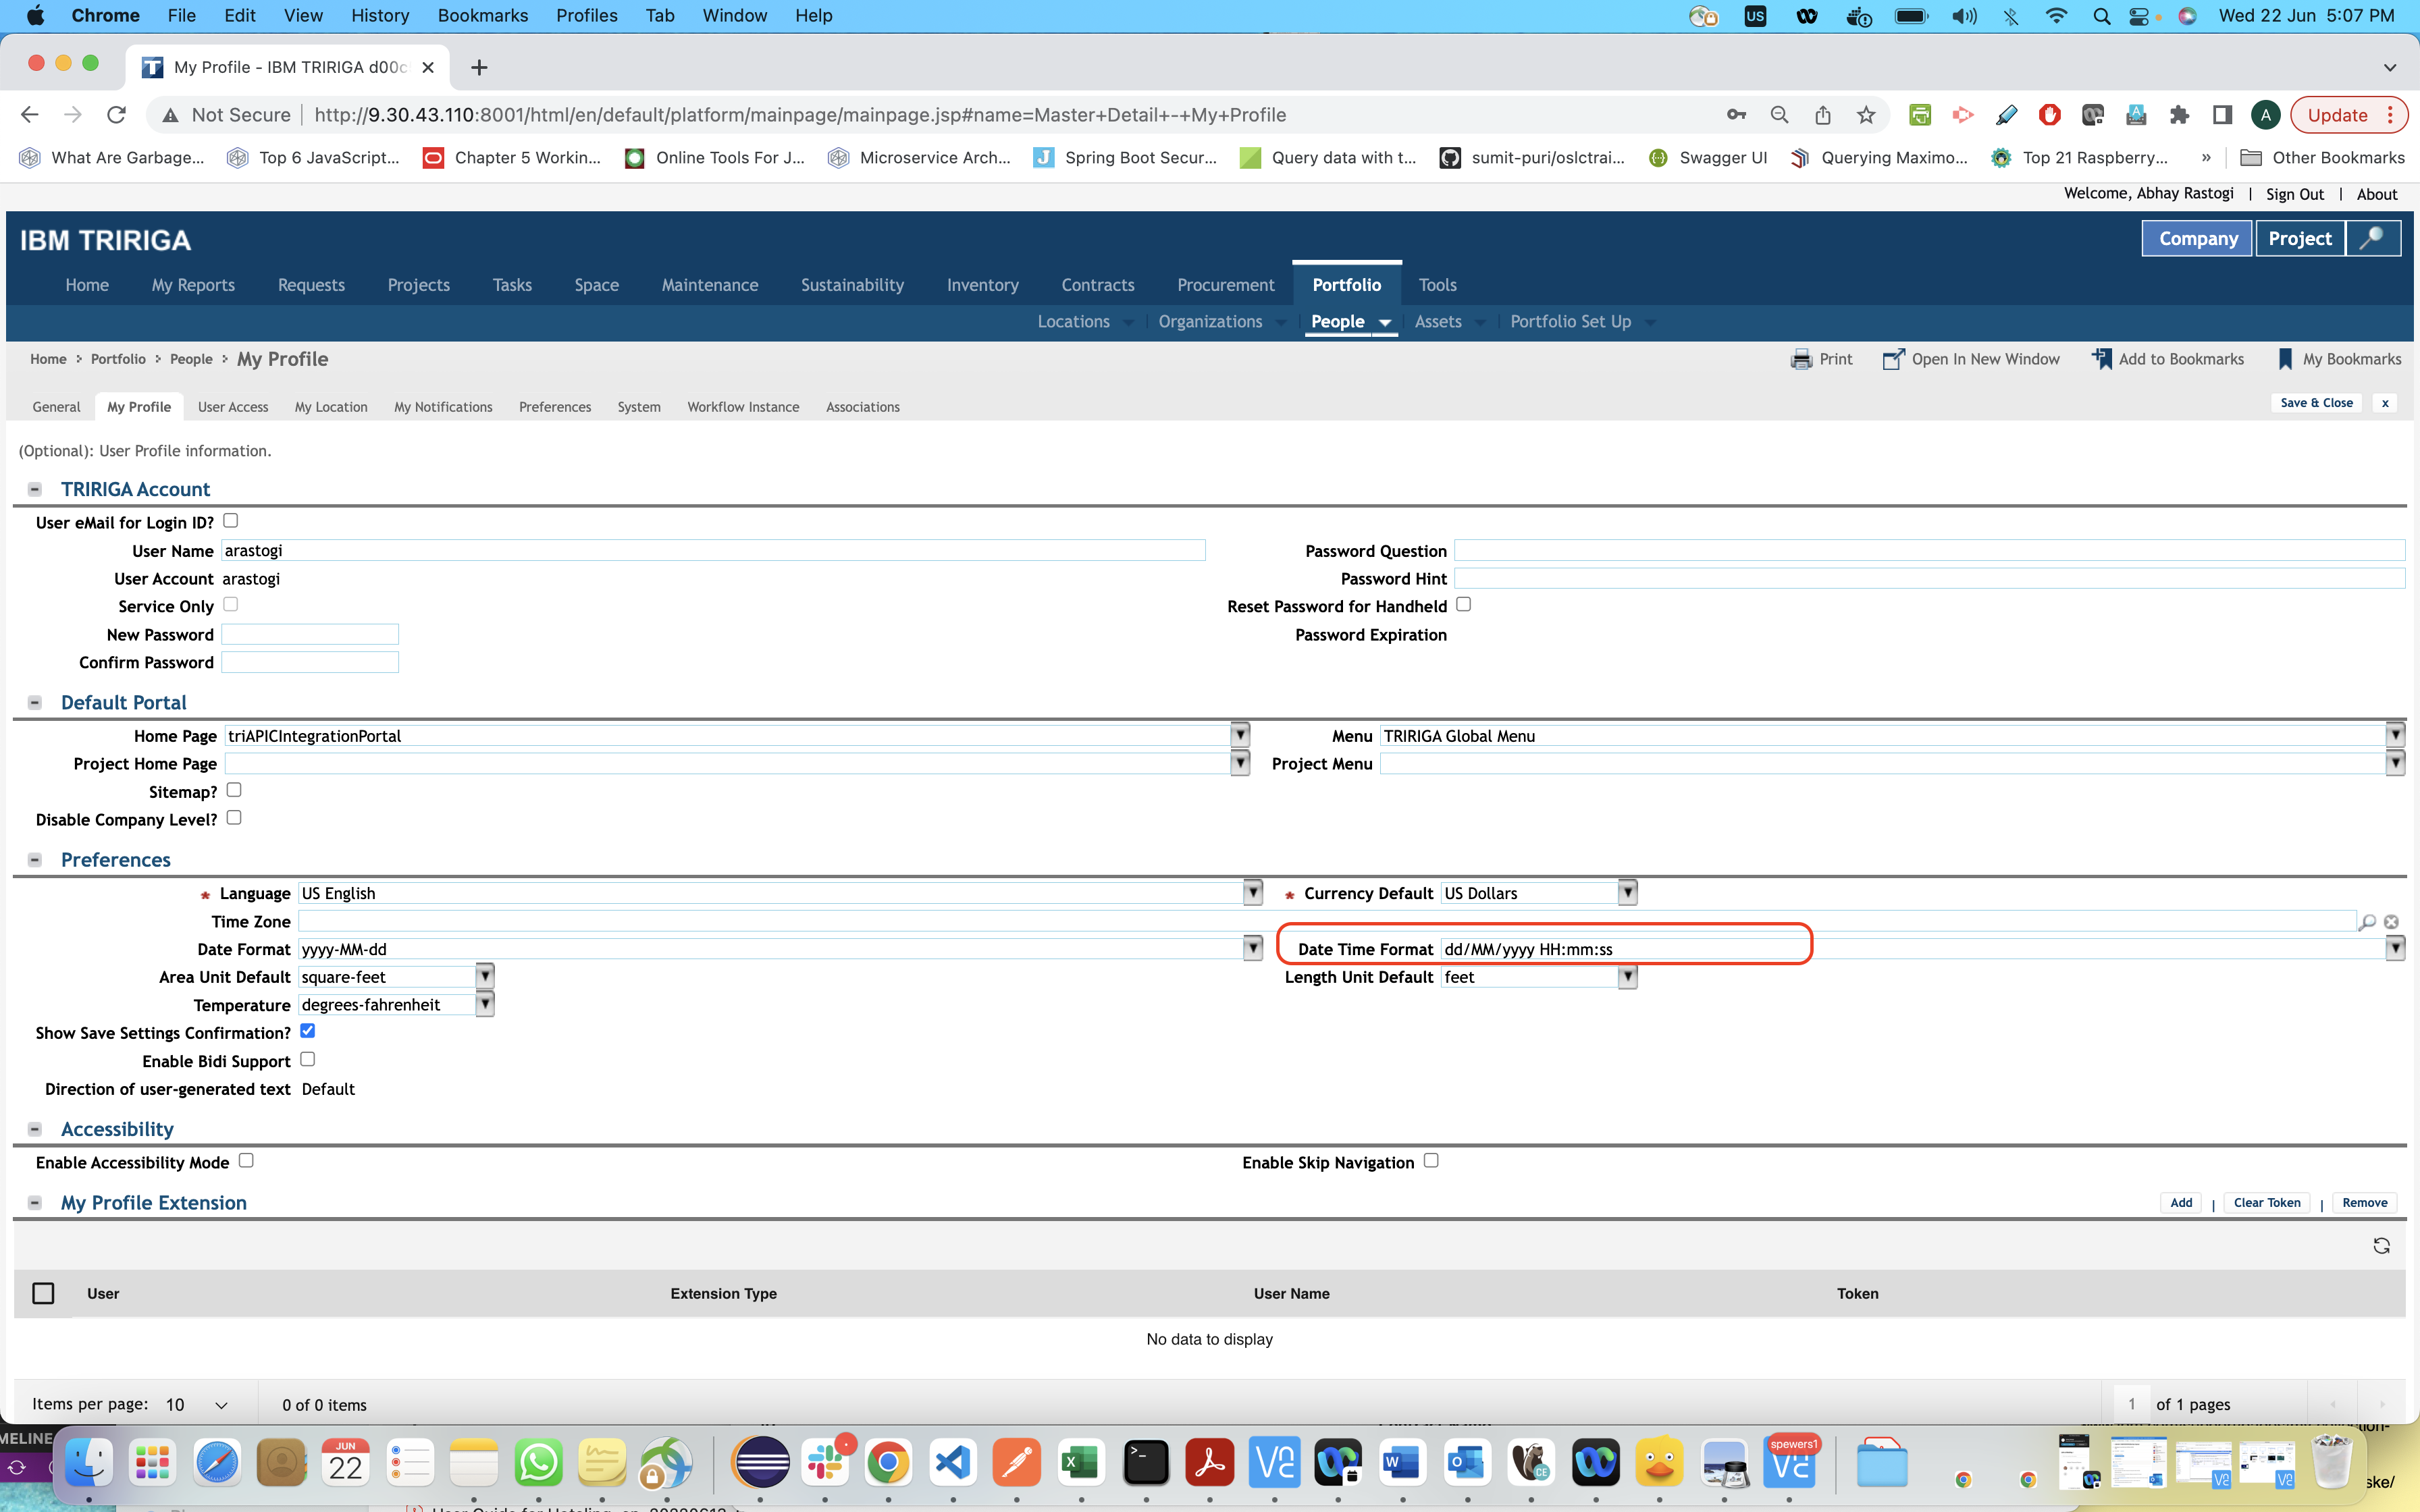 Chrome File Edit View History Bookmarks Profiles Tab Window Help US Wed 22 Jun 5:07 PM
My Profile - IBM TRIRIGA d00c
Not Secure http://9.30.43.110:8001/html/en/default/platform/mainpage/mainpage.jsp#name=Master+Detail+-+My+Profile A Update
What Are Garbage... Top 6 JavaScript... Chapter 5 Workin... Online Tools For J... Microservice Arch... Spring Boot Secur... Query data with t... sumit-puri/oslctrai... Swagger UI Querying Maximo... Top 21 Raspberry... » Other Bookmarks
Welcome, Abhay Rastogi | Sign Out | About
IBM TRIRIGA Company Project
Home My Reports Requests Projects Tasks Space Maintenance Sustainability Inventory Contracts Procurement Portfolio Tools
Locations Organizations People Assets Portfolio Set Up
Home Portfolio People My Profile Print Open In New Window Add to Bookmarks My Bookmarks
General My Profile User Access My Location My Notifications Preferences System Workflow Instance Associations Save & Close x
(Optional): User Profile information.
TRIRIGA Account
User eMail for Login ID?
User Name arastogi Password Question
User Account arastogi Password Hint
Service Only Reset Password for Handheld
New Password Password Expiration
Confirm Password
Default Portal
Home Page triAPICIntegrationPortal Menu TRIRIGA Global Menu
Project Home Page Project Menu
Sitemap?
Disable Company Level?
Preferences
* Language US English * Currency Default US Dollars
Time Zone
Date Format yyyy-MM-dd Date Time Format dd/MM/yyyy HH:mm:ss
Area Unit Default square-feet Length Unit Default feet
Temperature degrees-fahrenheit
Show Save Settings Confirmation?
Enable Bidi Support
Direction of user-generated text Default
Accessibility
Enable Accessibility Mode Enable Skip Navigation
My Profile Extension Add | Clear Token | Remove
User Extension Type User Name Token
No data to display
Items per page: 10 0 of 0 items 1 of 1 pages
MELINE JUN 22 spewers1
ske/